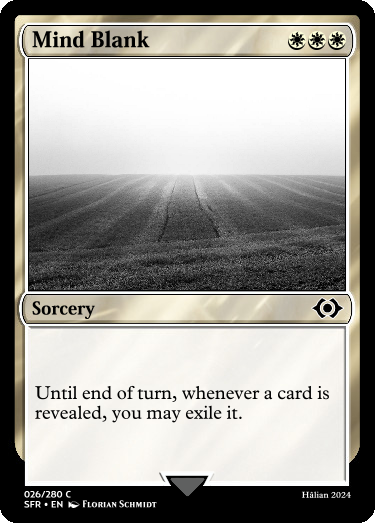 Mind Blank
Sorcery
Until end of turn, whenever a card is
revealed, you may exile it.
026/280 C
SFR • EN Florian Schmidt
Hālian 2024